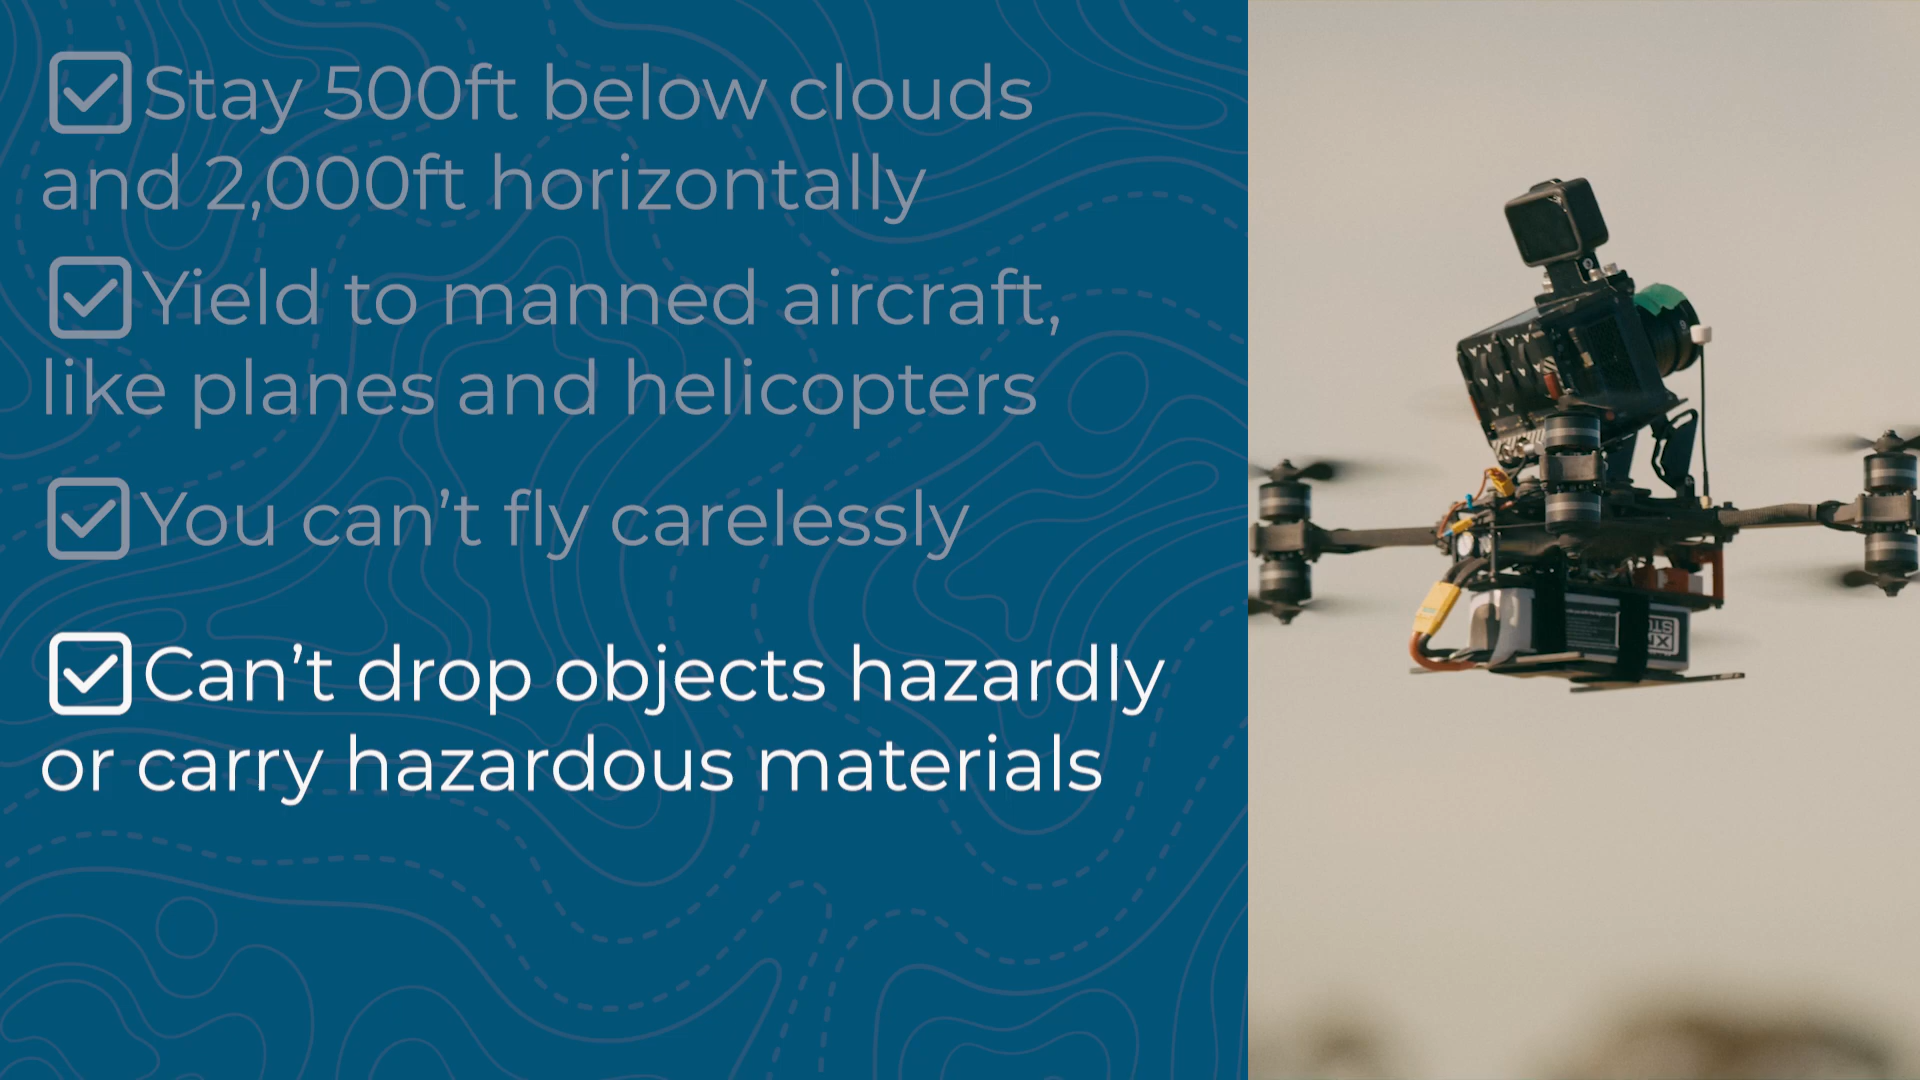 Stay 500ft below clouds
and 2,000ft horizontally
Yield to manned aircraft,
like planes and helicopters
You can’t fly carelessly
Can’t drop objects hazardly
or carry hazardous materials